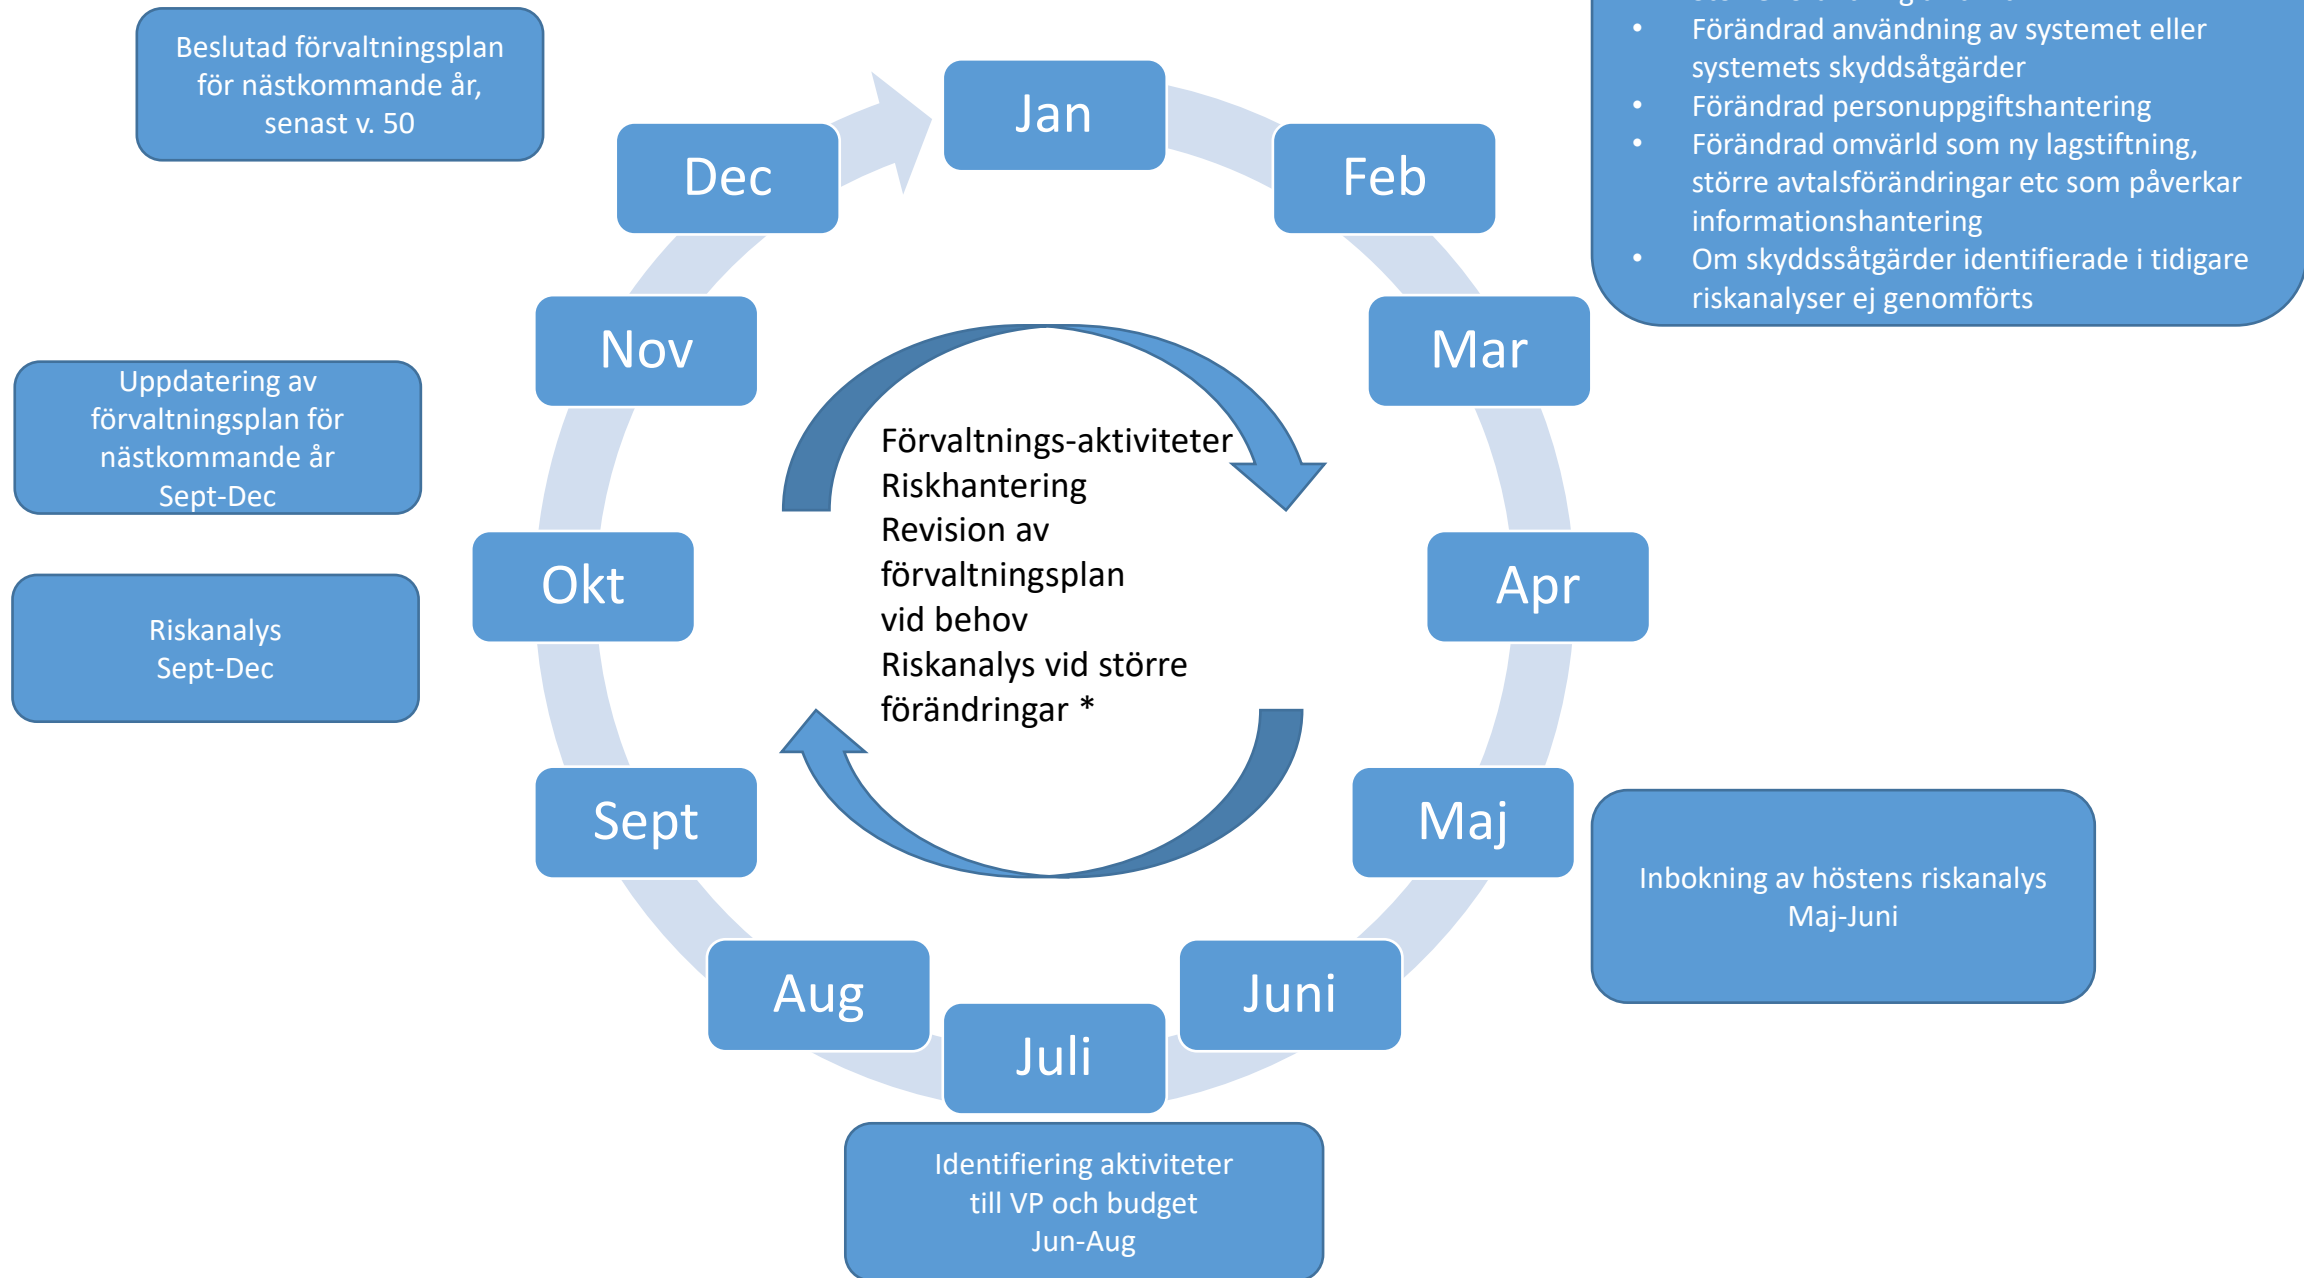 Beslutad förvaltningsplan
för nästkommande år,
senast v. 50
• Förändrad användning av systemet eller
systemets skyddsåtgärder
• Förändrad personuppgiftshantering
• Förändrad omvärld som ny lagstiftning,
större avtalsförändringar etc som påverkar
informationshantering
• Om skyddssåtgärder identifierade i tidigare
riskanalyser ej genomförts
Jan
Feb
Mar
Apr
Maj
Juni
Juli
Aug
Sept
Okt
Nov
Dec
Uppdatering av
förvaltningsplan för
nästkommande år
Sept-Dec
Riskanalys
Sept-Dec
Förvaltnings-aktiviteter
Riskhantering
Revision av
förvaltningsplan
vid behov
Riskanalys vid större
förändringar *
Inbokning av höstens riskanalys
Maj-Juni
Identifiering aktiviteter
till VP och budget
Jun-Aug